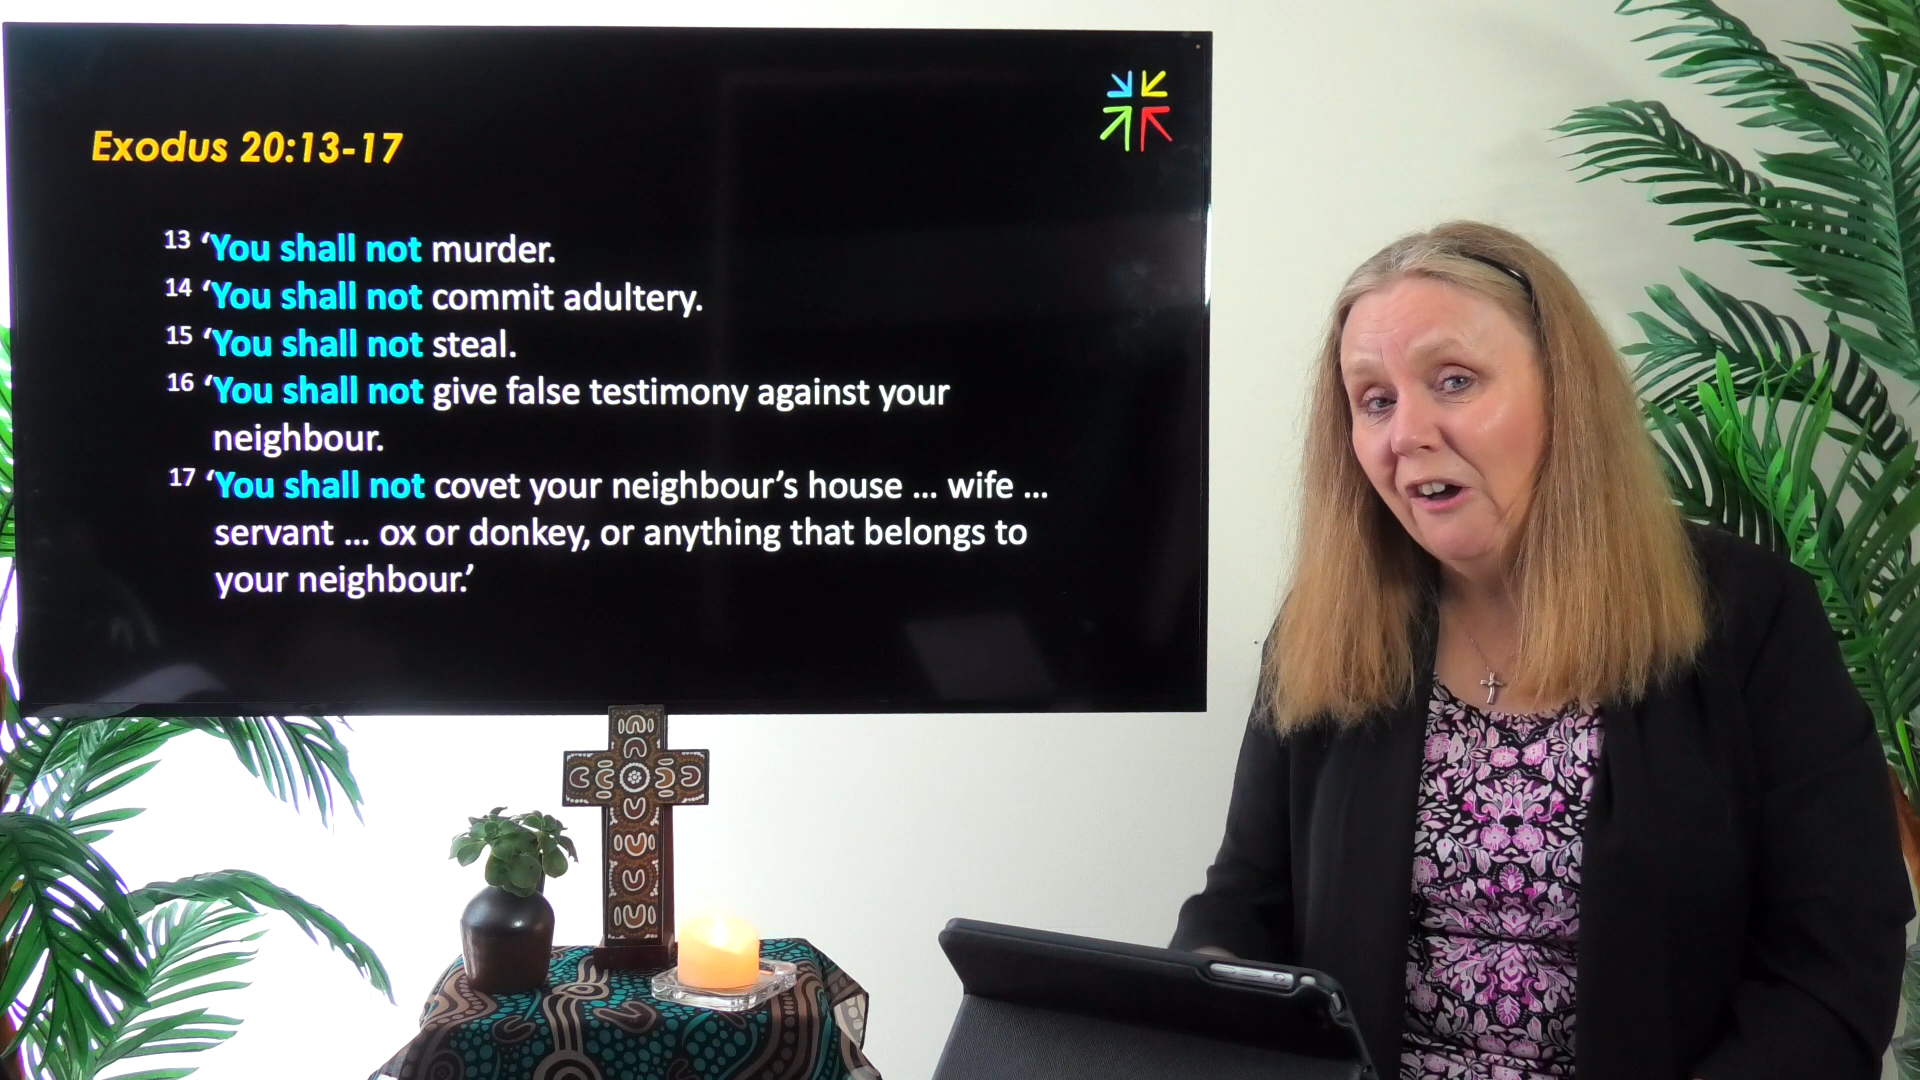 Exodus 20:13-17
13 ‘You shall not murder.
14 ‘You shall not commit adultery.
15 ‘You shall not steal.
16 ‘You shall not give false testimony against your
neighbour.
17 ‘You shall not covet your neighbour’s house ... wife ...
servant ... ox or donkey, or anything that belongs to
your neighbour.’